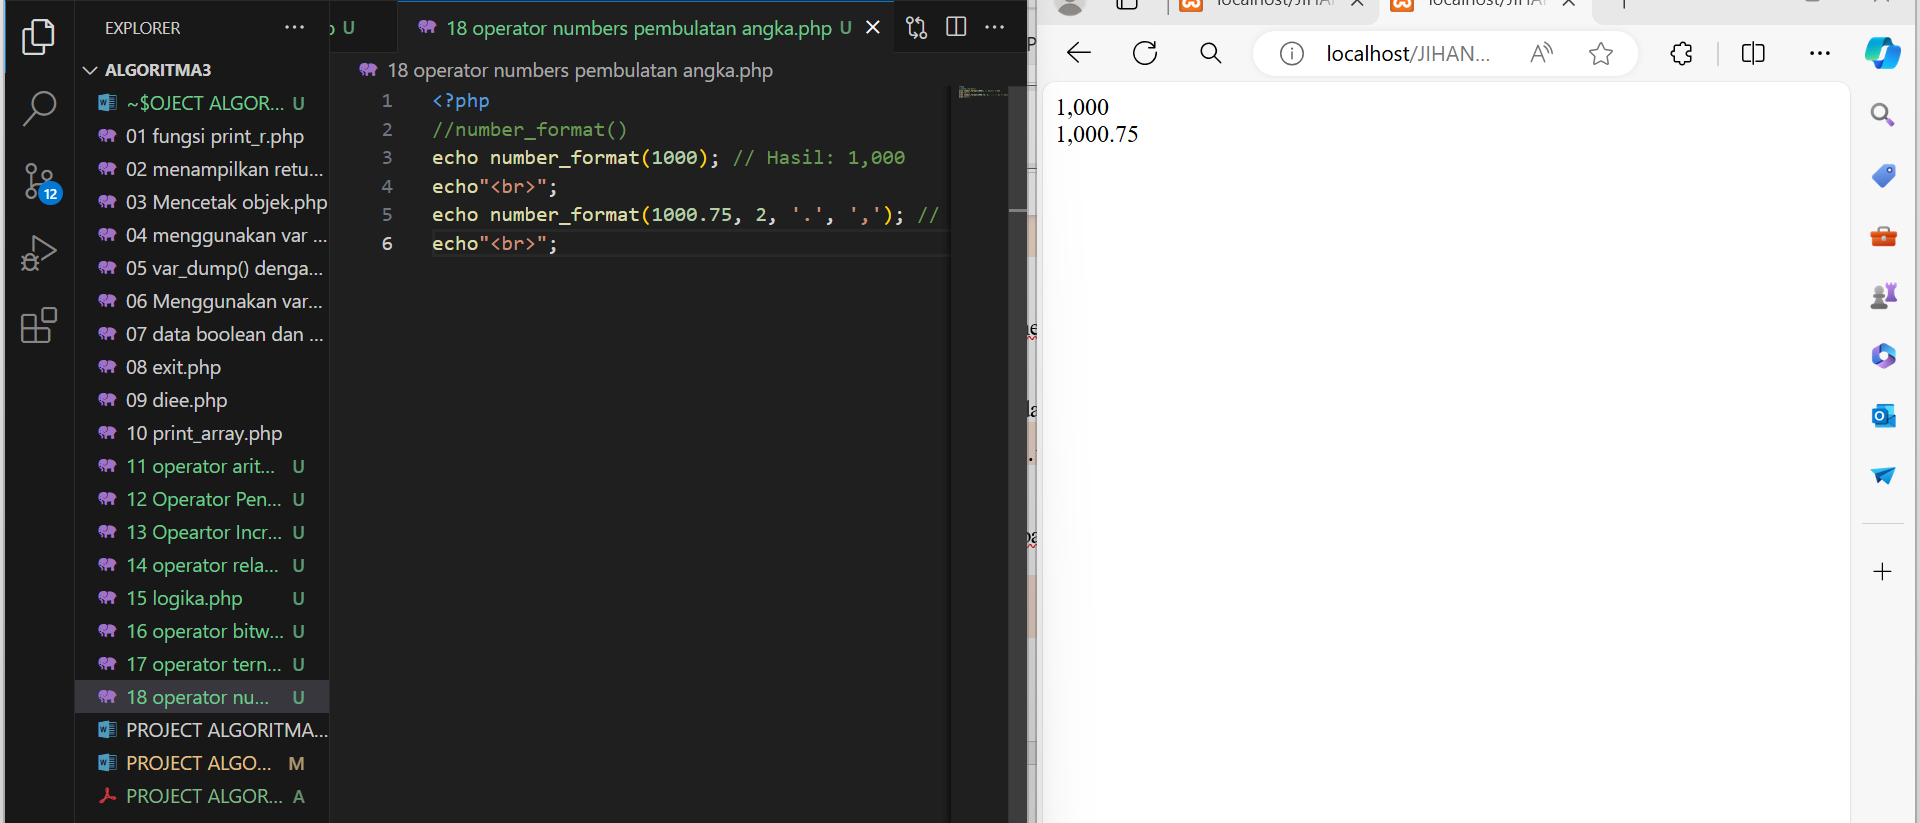 EXPLORER
ALGORITMA3
~$OJECT ALGOR... U
01 fungsi print_r.php
02 menampilkan retu...
03 Mencetak objek.php
04 menggunakan var ...
05 var_dump() denga...
06 Menggunakan var...
07 data boolean dan ...
08 exit.php
09 diee.php
10 print_array.php
11 operator arit... U
12 Operator Pen... U
13 Opeartor Incr... U
14 operator rela... U
15 logika.php U
16 operator bitw... U
17 operator tern... U
18 operator nu... U
PROJECT ALGORITMA...
PROJECT ALGO... M
PROJECT ALGOR... A
12
U
18 operator numbers pembulatan angka.php U
18 operator numbers pembulatan angka.php
1 <?php
2 //number_format()
3 echo number_format(1000); // Hasil: 1,000
4 echo"<br>";
5 echo number_format(1000.75, 2, '.', ','); //
6 echo"<br>";
localhost/JIHAN...
1,000
1,000.75